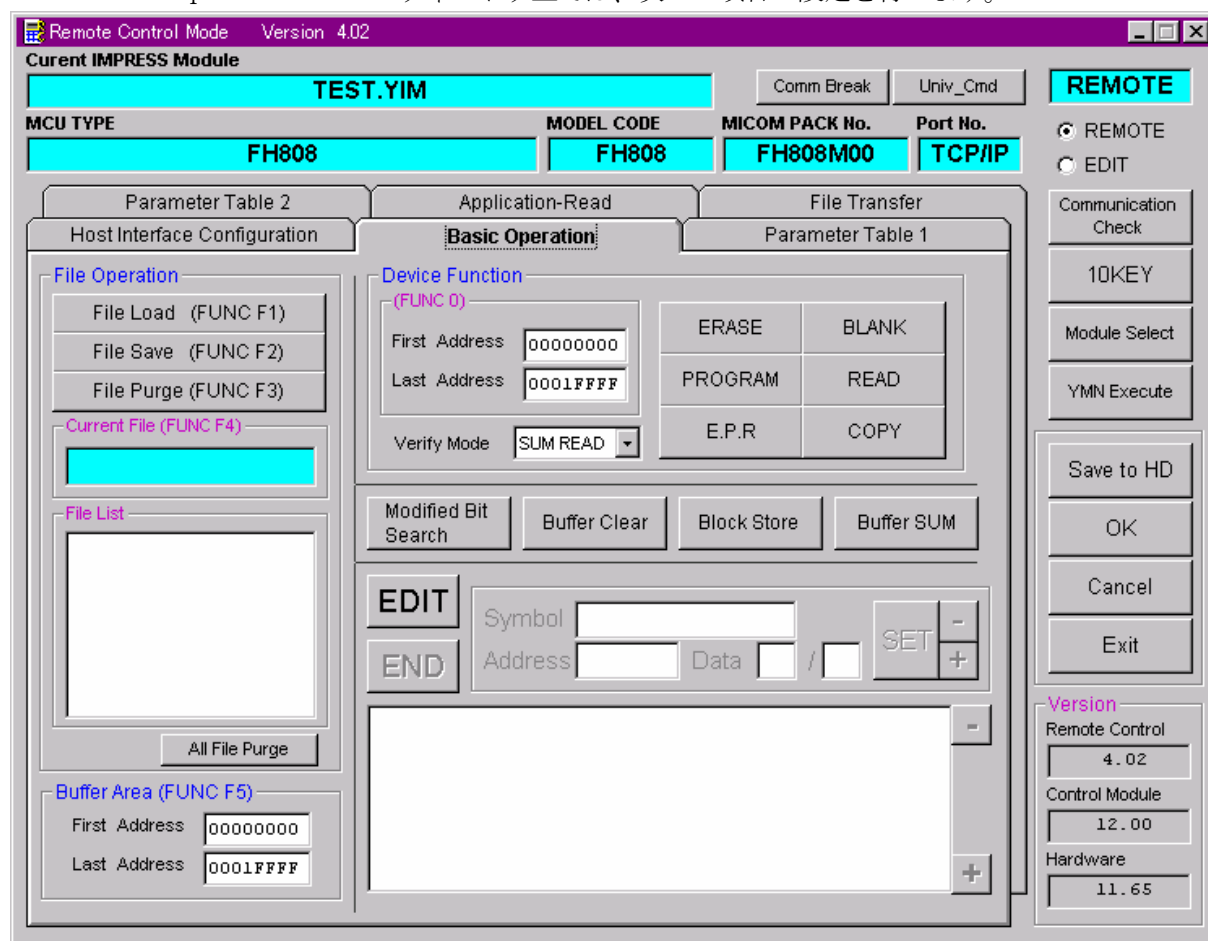 Remote Control Mode Version 4.02
Curent IMPRESS Module
TEST.YIM
Comm Break
Univ_Cmd
REMOTE
MCU TYPE
MODEL CODE
MICOM PACK No.
Port No.
FH808
FH808
FH808M00
TCP/IP
REMOTE
EDIT
Parameter Table 2
Application-Read
File Transfer
Host Interface Configuration
Basic Operation
Parameter Table 1
Communication
Check
10KEY
Module Select
YMN Execute
File Operation
File Load (FUNC F1)
File Save (FUNC F2)
File Purge (FUNC F3)
Current File (FUNC F4)
File List
All File Purge
Buffer Area (FUNC F5)
First Address 00000000
Last Address 0001FFFF
Device Function
(FUNC 0)
First Address 00000000
Last Address 0001FFFF
Verify Mode SUM READ
ERASE
BLANK
PROGRAM
READ
E.P.R
COPY
Modified Bit
Search
Buffer Clear
Block Store
Buffer SUM
EDIT
END
Symbol
Address
Data /
SET
-
+
-
+
Save to HD
OK
Cancel
Exit
Version
Remote Control
4.02
Control Module
12.00
Hardware
11.65